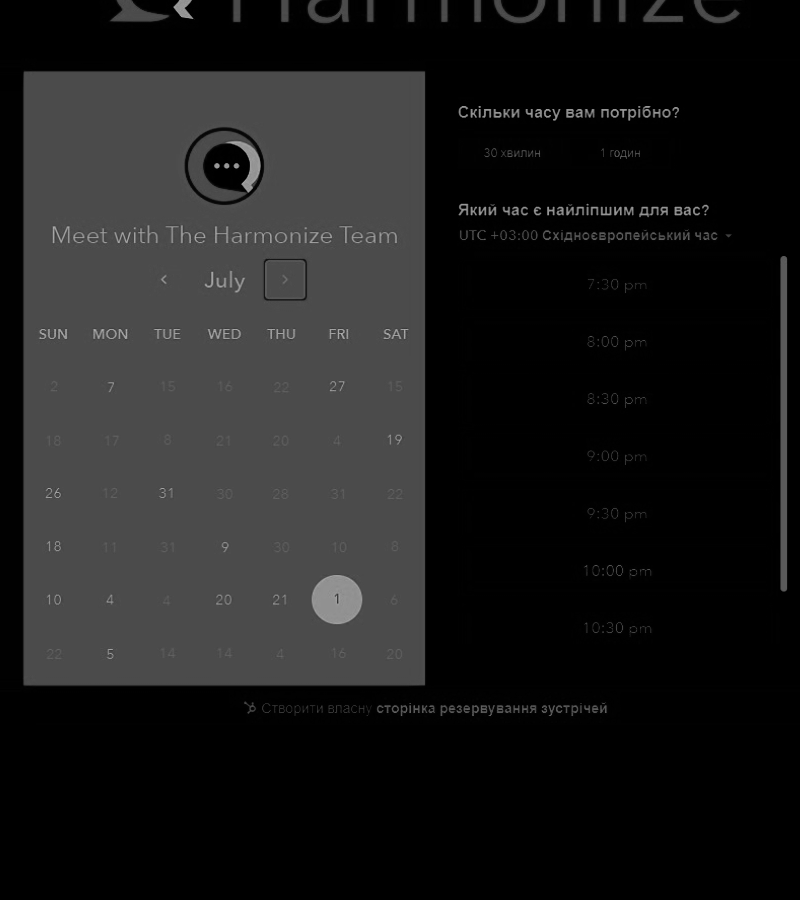 Harmonize
Meet with The Harmonize Team
July
SUN MON TUE WED THU FRI SAT
2 7 15 16 22 27 15
18 17 8 21 20 4 19
26 12 31 30 28 31 22
18 11 31 9 30 10 8
10 4 4 20 21 1 6
22 5 14 14 4 16 20
Скільки часу вам потрібно?
30 хвилин 1 годин
Який час є найліпшим для вас?
UTC +03:00 Східноєвропейський час
7:30 pm
8:00 pm
8:30 pm
9:00 pm
9:30 pm
10:00 pm
10:30 pm
Створити власну сторінка резервування зустрічей